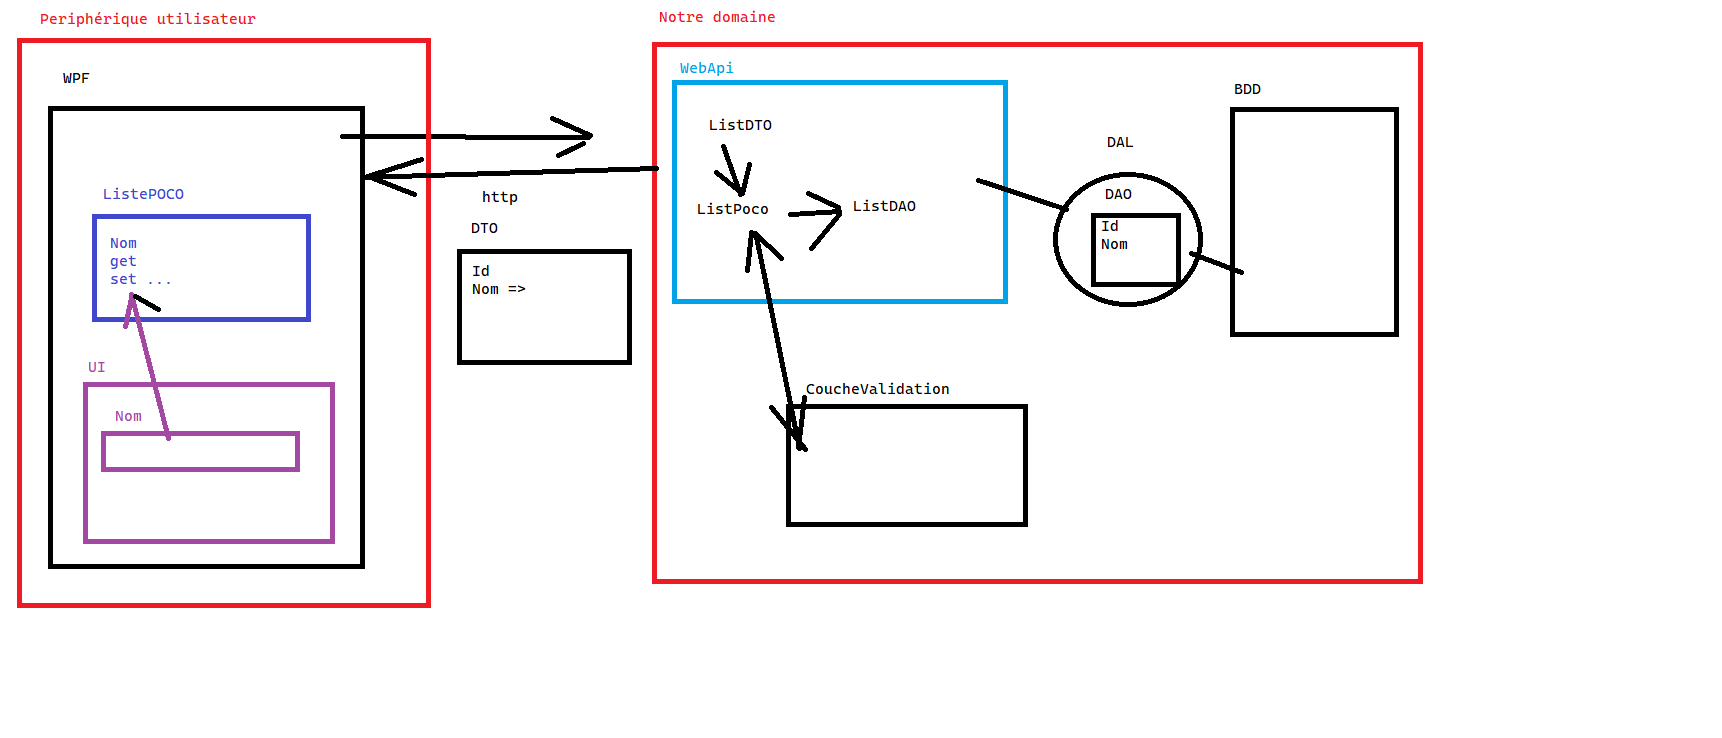 Periphérique utilisateur
WPF
ListePOCO
Nom
get
set ...
UI
Nom
http
DTO
Id
Nom =>
Notre domaine
WebApi
ListDTO
ListPoco
ListDAO
CoucheValidation
DAL
DAO
Id
Nom
BDD